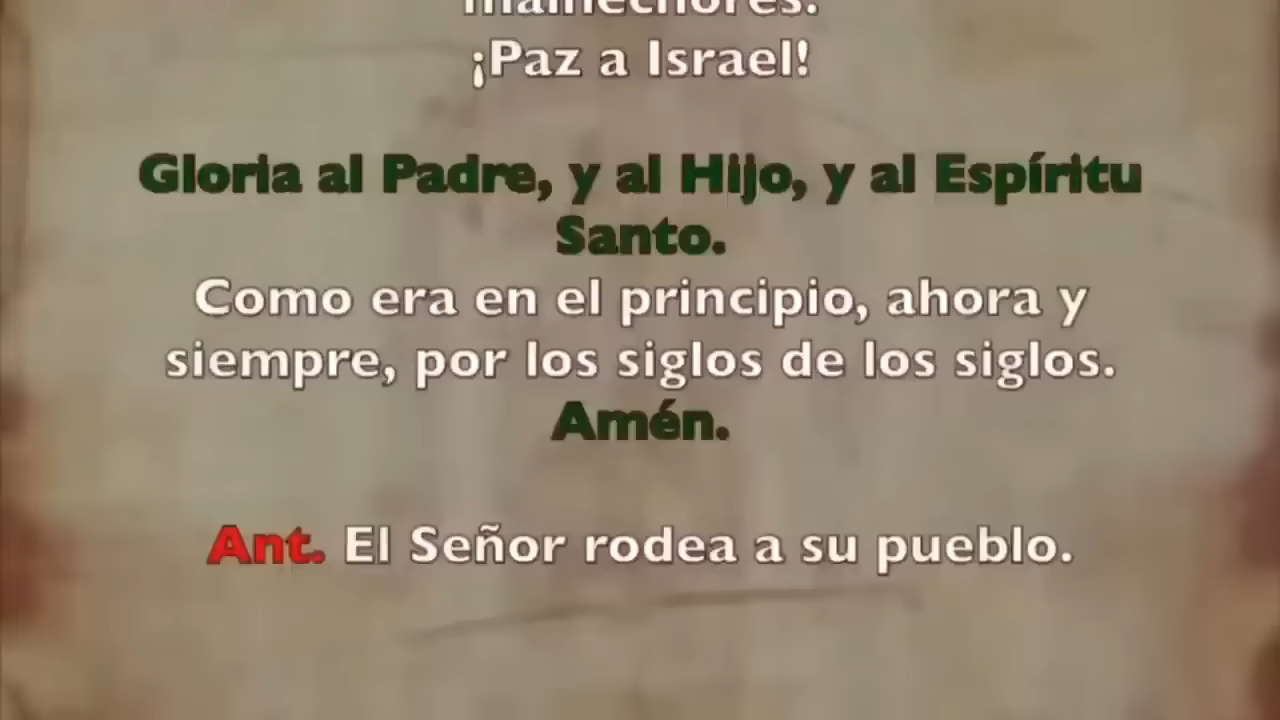 malhechores.
¡Paz a Israel!
Gloria al Padre, y al Hijo, y al Espíritu
Santo.
Como era en el principio, ahora y
siempre, por los siglos de los siglos.
Amén.
Ant. El Señor rodea a su pueblo.